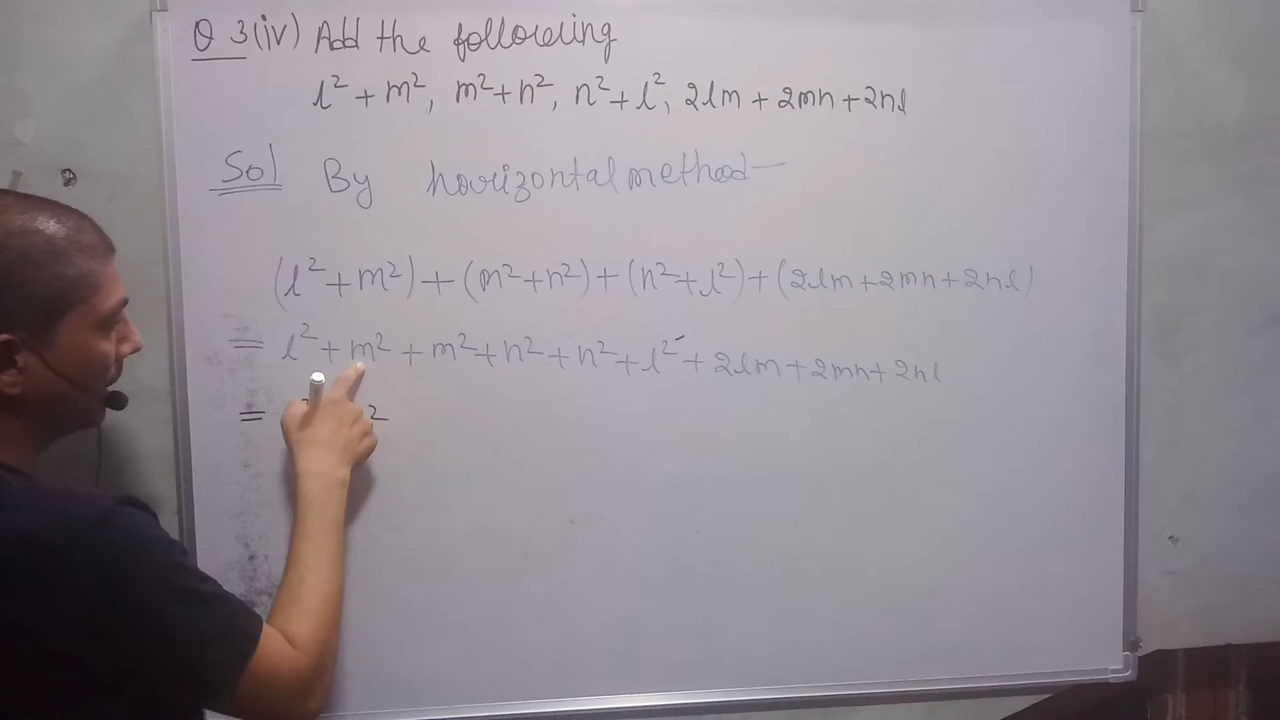 Q 3(iv) Add the following
l² + m², m² + n², n² + l², 2lm + 2mn + 2nl
Sol By horizontal method—
(l² + m²) + (m² + n²) + (n² + l²) + (2lm + 2mn + 2nl)
= l² + m² + m² + n² + n² + l² + 2lm + 2mn + 2nl
= 2